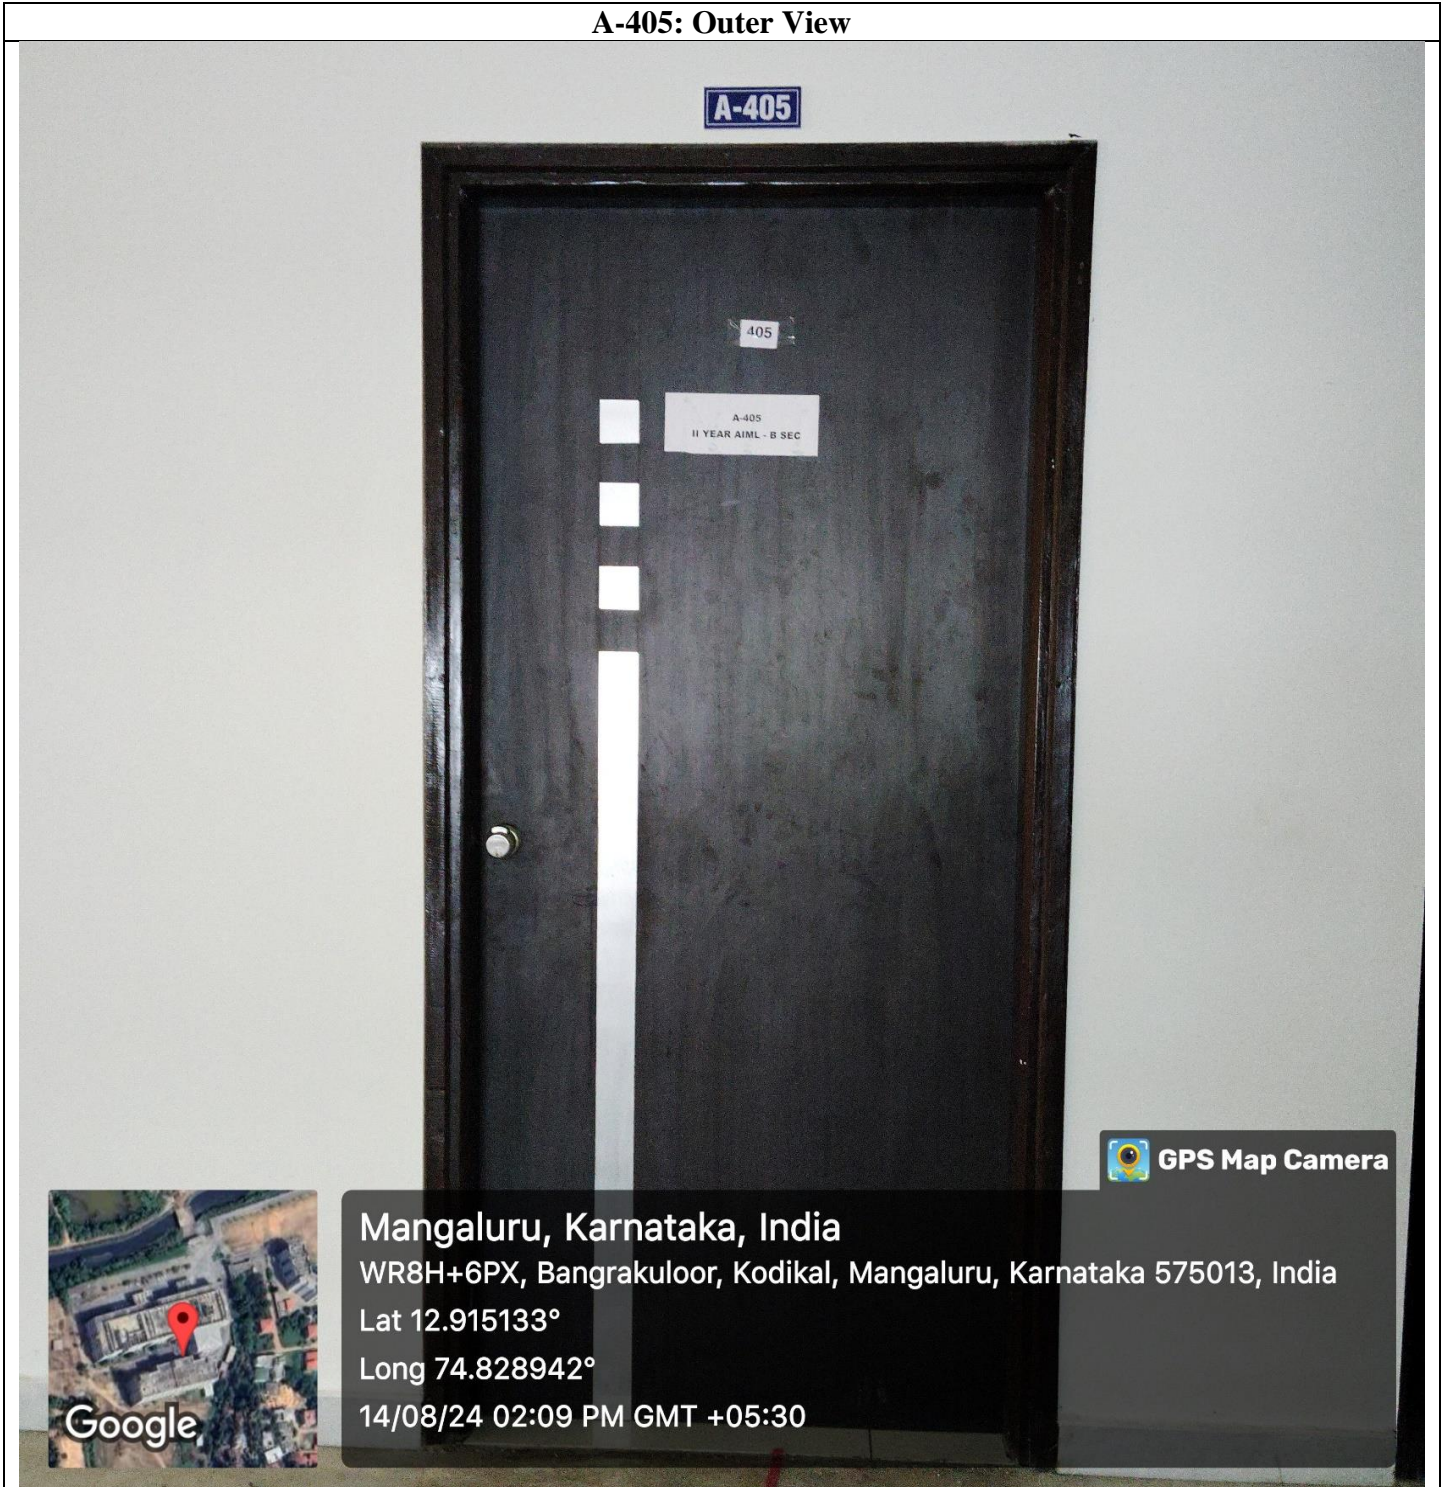 A-405: Outer View
A-405
405
A-405
II YEAR AIML - B SEC
GPS Map Camera
Mangaluru, Karnataka, India
WR8H+6PX, Bangrakuloor, Kodikal, Mangaluru, Karnataka 575013, India
Lat 12.915133°
Long 74.828942°
14/08/24 02:09 PM GMT +05:30
Google